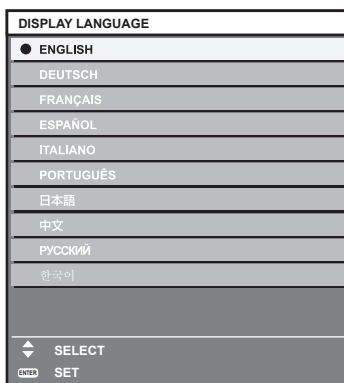 DISPLAY LANGUAGE
ENGLISH
DEUTSCH
FRANÇAIS
ESPAÑOL
ITALIANO
PORTUGUÊS
日本語
中文
РУССКИЙ
한국어
SELECT
ENTER SET